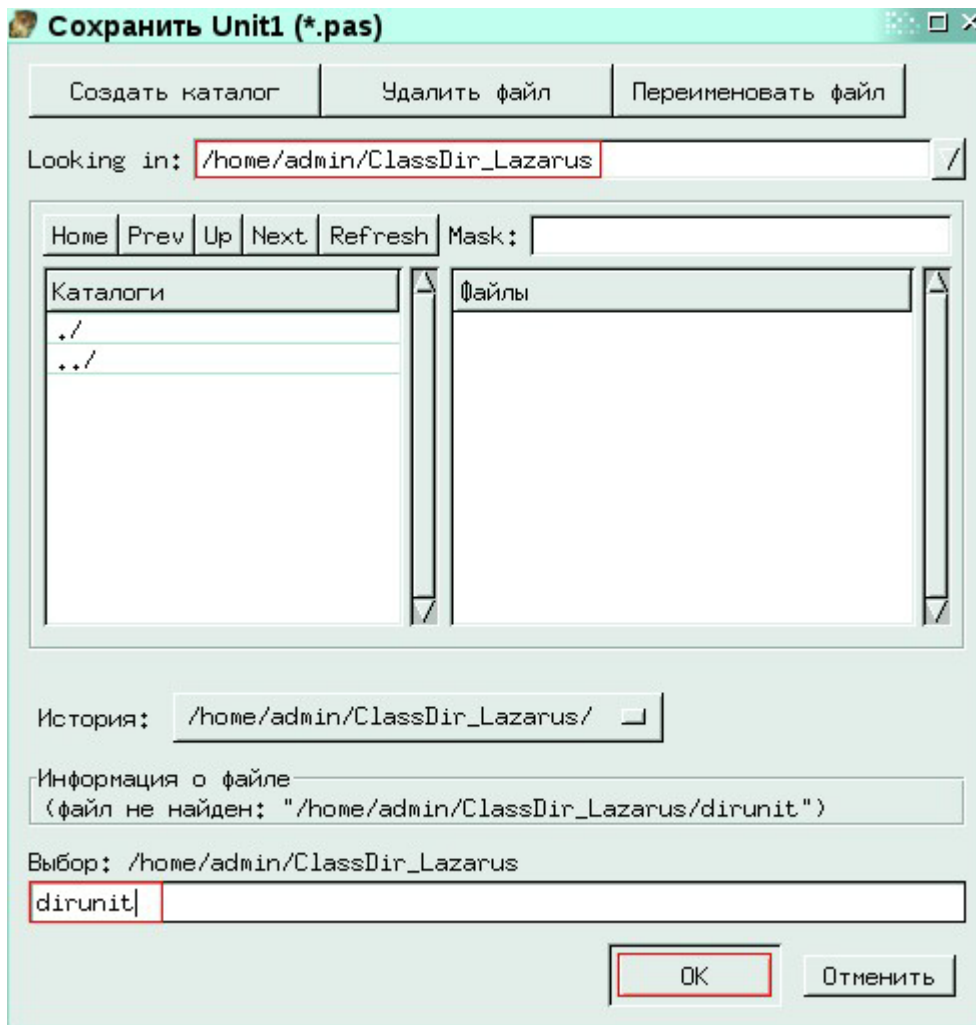 Сохранить Unit1 (*.pas)
Создать каталог Удалить файл Переименовать файл
Looking in: /home/admin/ClassDir_Lazarus
Home Prev Up Next Refresh Mask:
Каталоги Файлы
./
../
История: /home/admin/ClassDir_Lazarus/
Информация о файле
(файл не найден: "/home/admin/ClassDir_Lazarus/dirunit")
Выбор: /home/admin/ClassDir_Lazarus
dirunit
OK Отменить